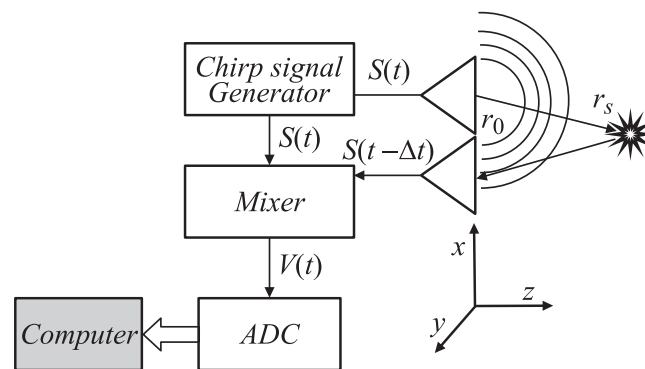 Chirp signal
Generator
S(t)
r₀
rₛ
S(t)
S(t −Δt)
Mixer
x
V(t)
z
y
Computer
ADC